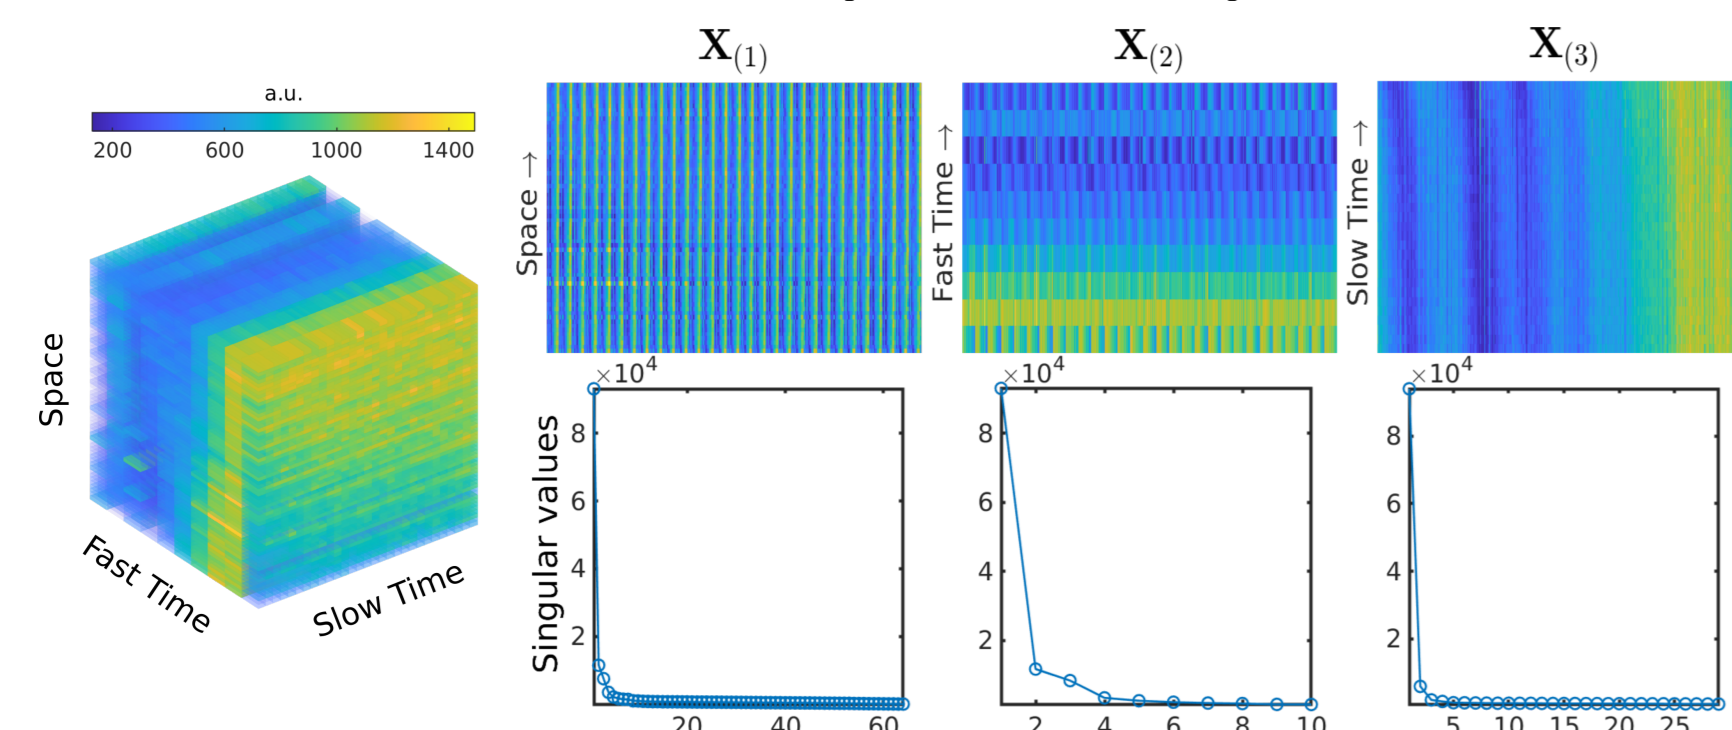 X(1)
X(2)
X(3)
a.u.
200 600 1000 1400
Space
Fast Time
Slow Time
Space →
Fast Time →
Slow Time →
×10⁴
8
6
4
2
Singular values
20 40 60
×10⁴
8
6
4
2
2 4 6 8 10
×10⁴
8
6
4
2
5 10 15 20 25